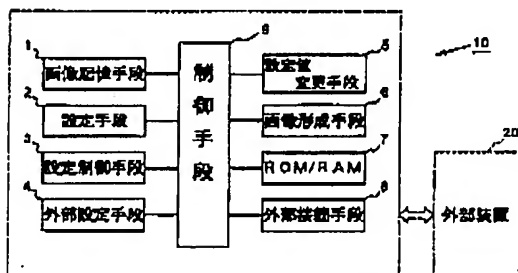 1
画像記憶手段
2
設定手段
3
設定制御手段
4
外部設定手段
9
制御手段
5
設定値
変更手段
6
画像形成手段
7
ROM/RAM
8
外部接続手段
10
20
外部装置